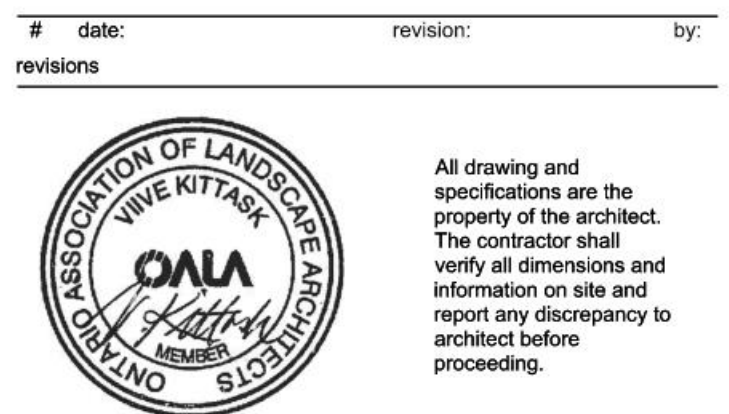 # date: revision: by:
revisions
ONTARIO ASSOCIATION OF LANDSCAPE ARCHITECTS
VIIVE KITTASK
OALA
V. Kittask
MEMBER
All drawing and
specifications are the
property of the architect.
The contractor shall
verify all dimensions and
information on site and
report any discrepancy to
architect before
proceeding.